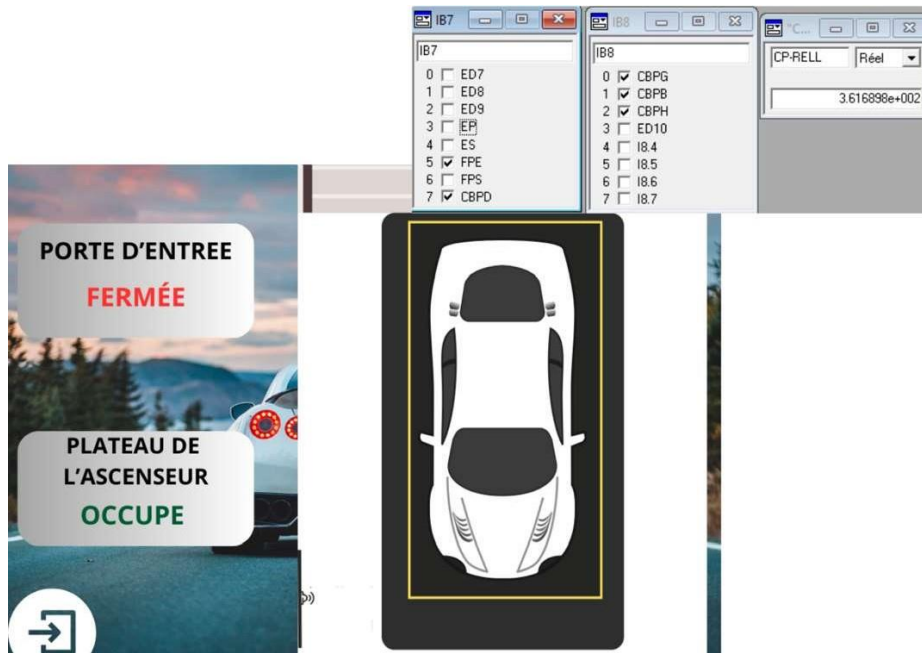 IB7
IB7
0 ED7
1 ED8
2 ED9
3 EP
4 ES
5 FPE
6 FPS
7 CBPD
IB8
IB8
0 CBPG
1 CBPB
2 CBPH
3 ED10
4 I8.4
5 I8.5
6 I8.6
7 I8.7
"C...
CP-RELL Réel
3.616898e+002
PORTE D'ENTREE
FERMÉE
PLATEAU DE
L'ASCENSEUR
OCCUPE